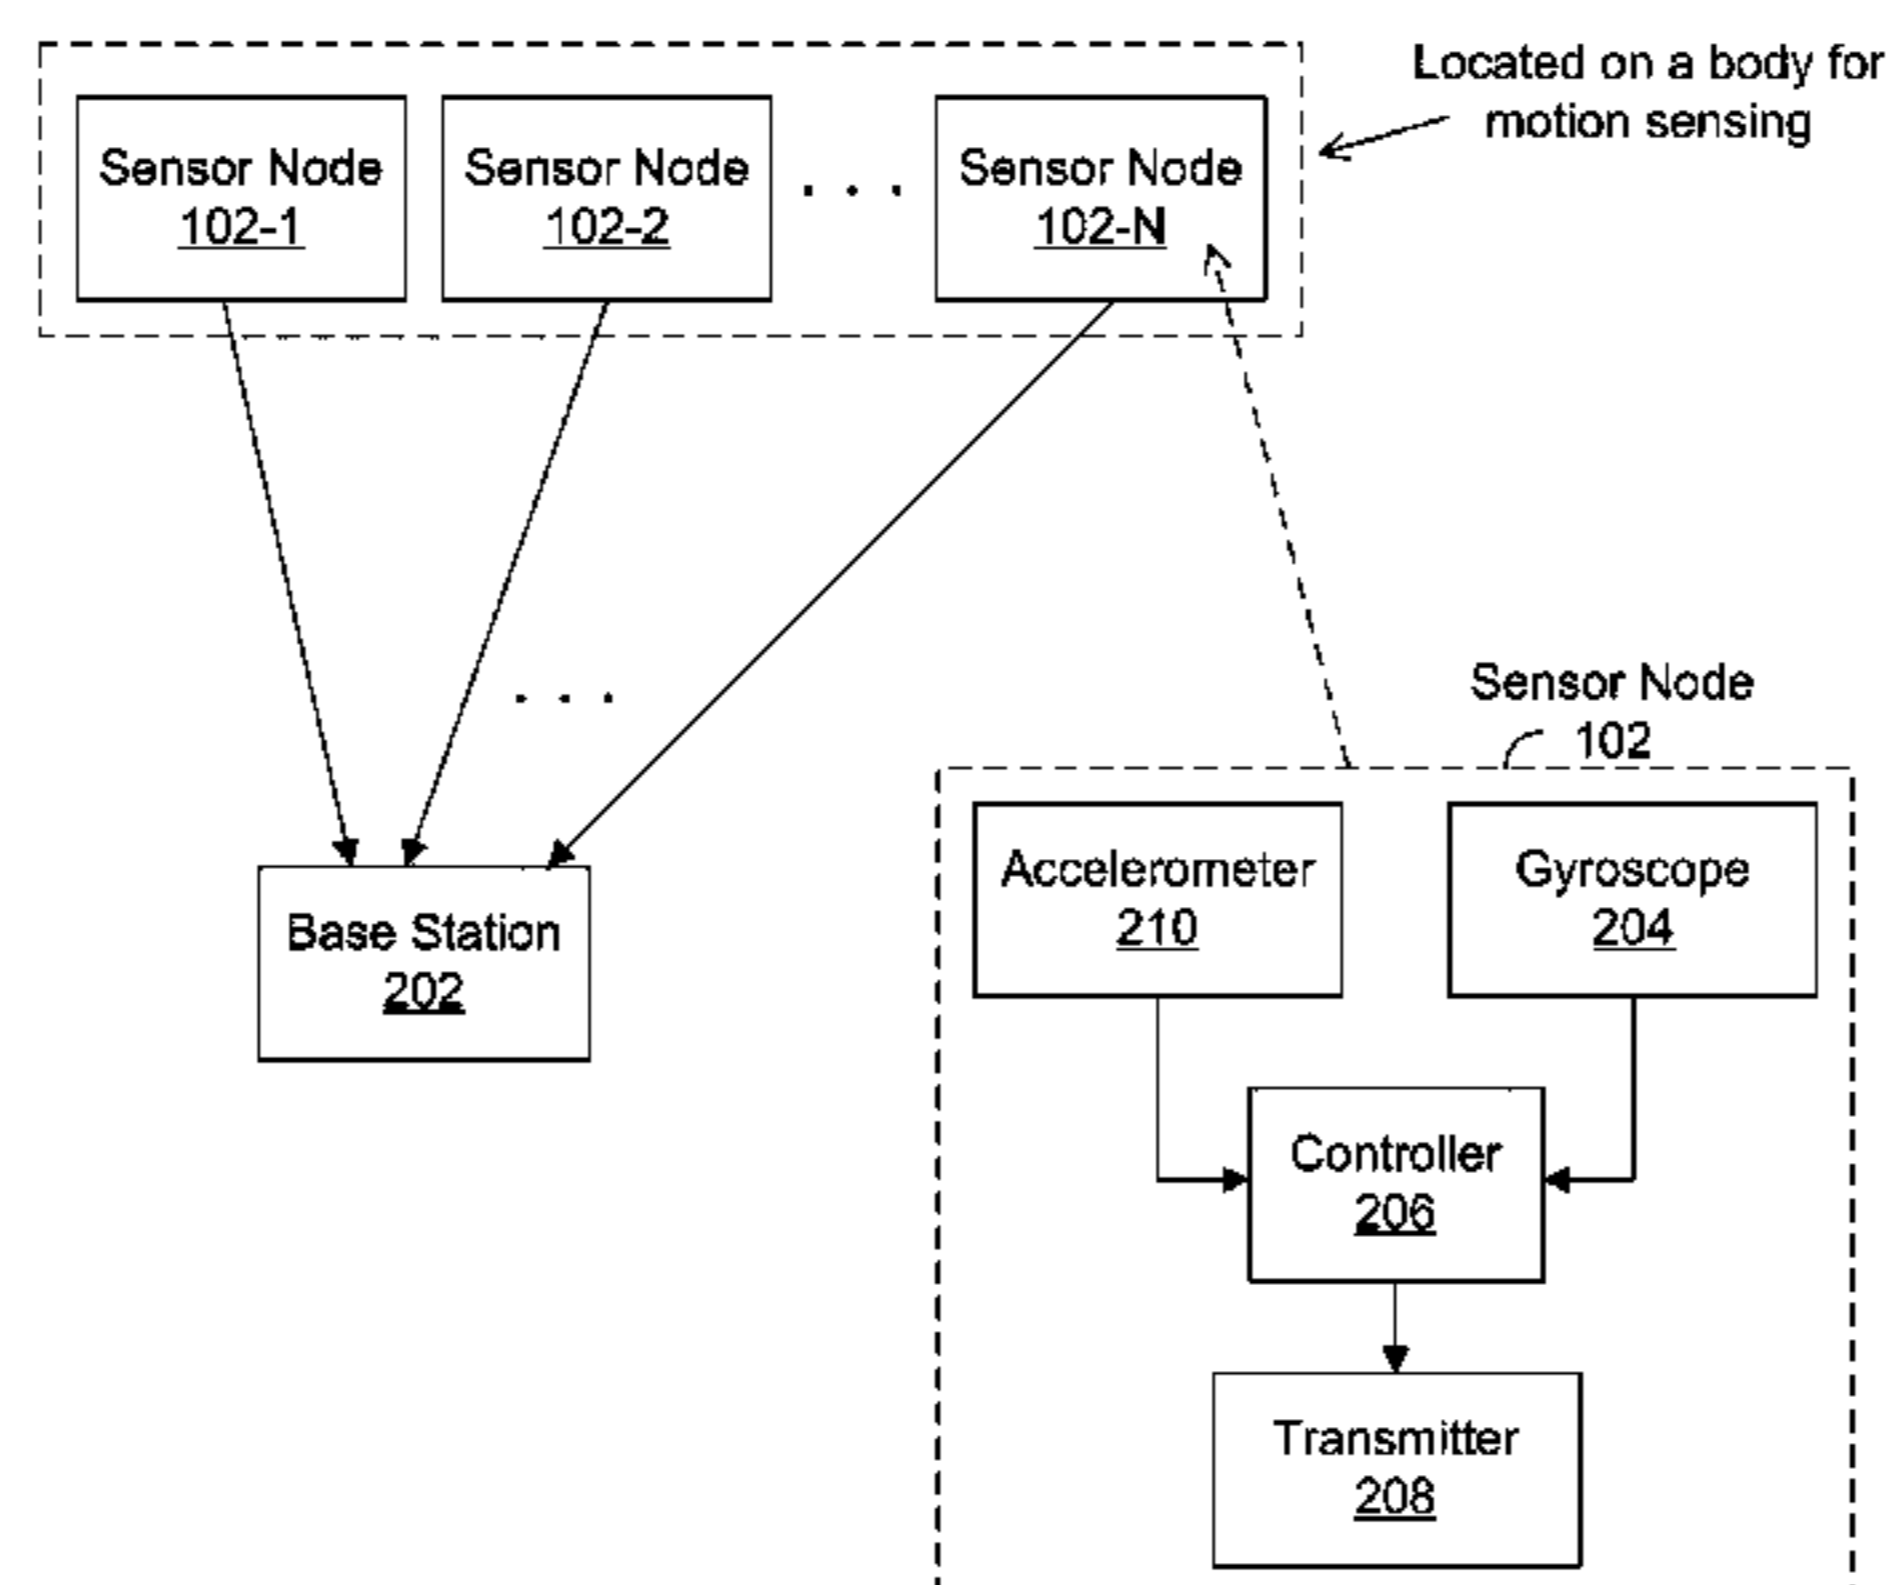 Located on a body for
motion sensing
Sensor Node
102-1
Sensor Node
102-2
. . .
Sensor Node
102-N
. . .
Sensor Node
102
Base Station
202
Accelerometer
210
Gyroscope
204
Controller
206
Transmitter
208